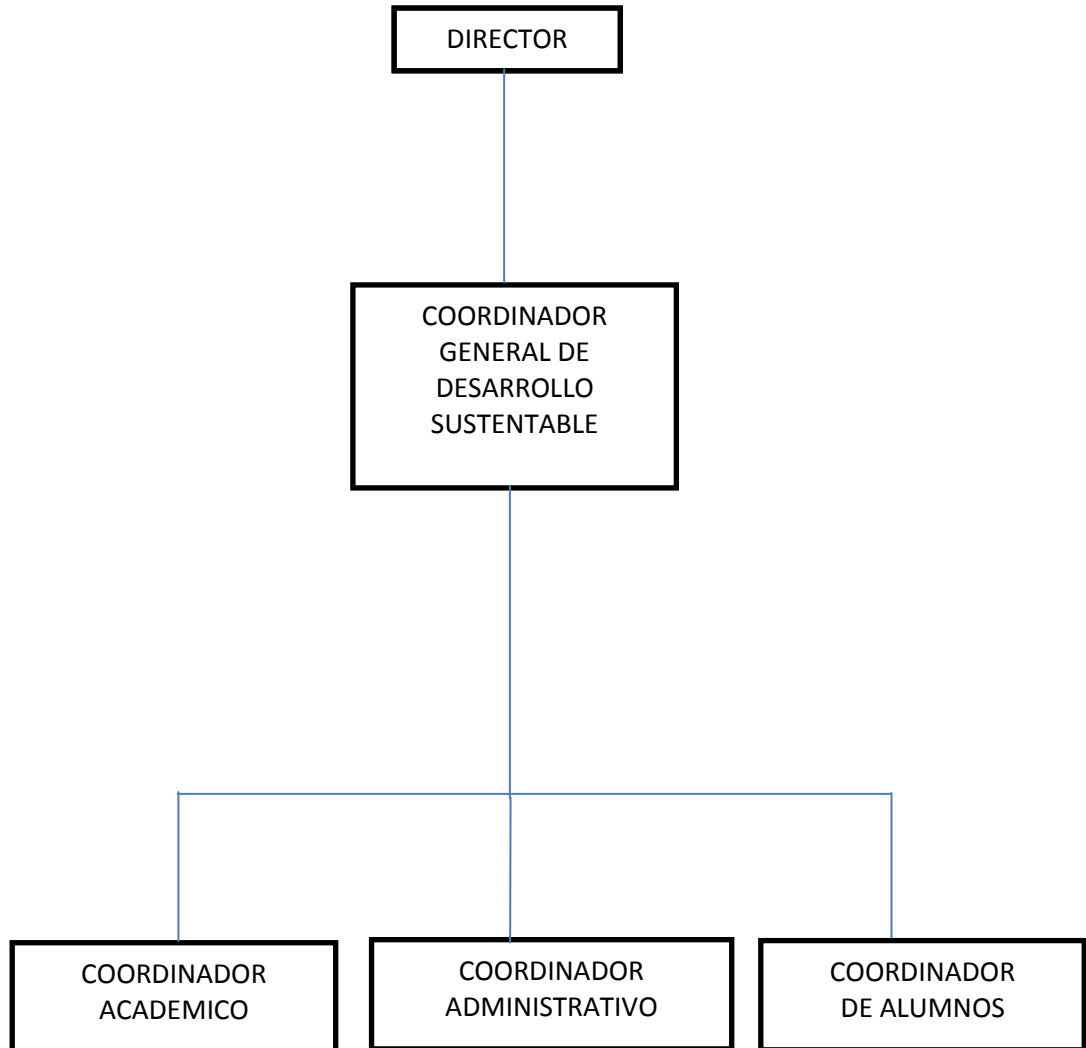 DIRECTOR
COORDINADOR
GENERAL DE
DESARROLLO
SUSTENTABLE
COORDINADOR
ACADEMICO
COORDINADOR
ADMINISTRATIVO
COORDINADOR
DE ALUMNOS